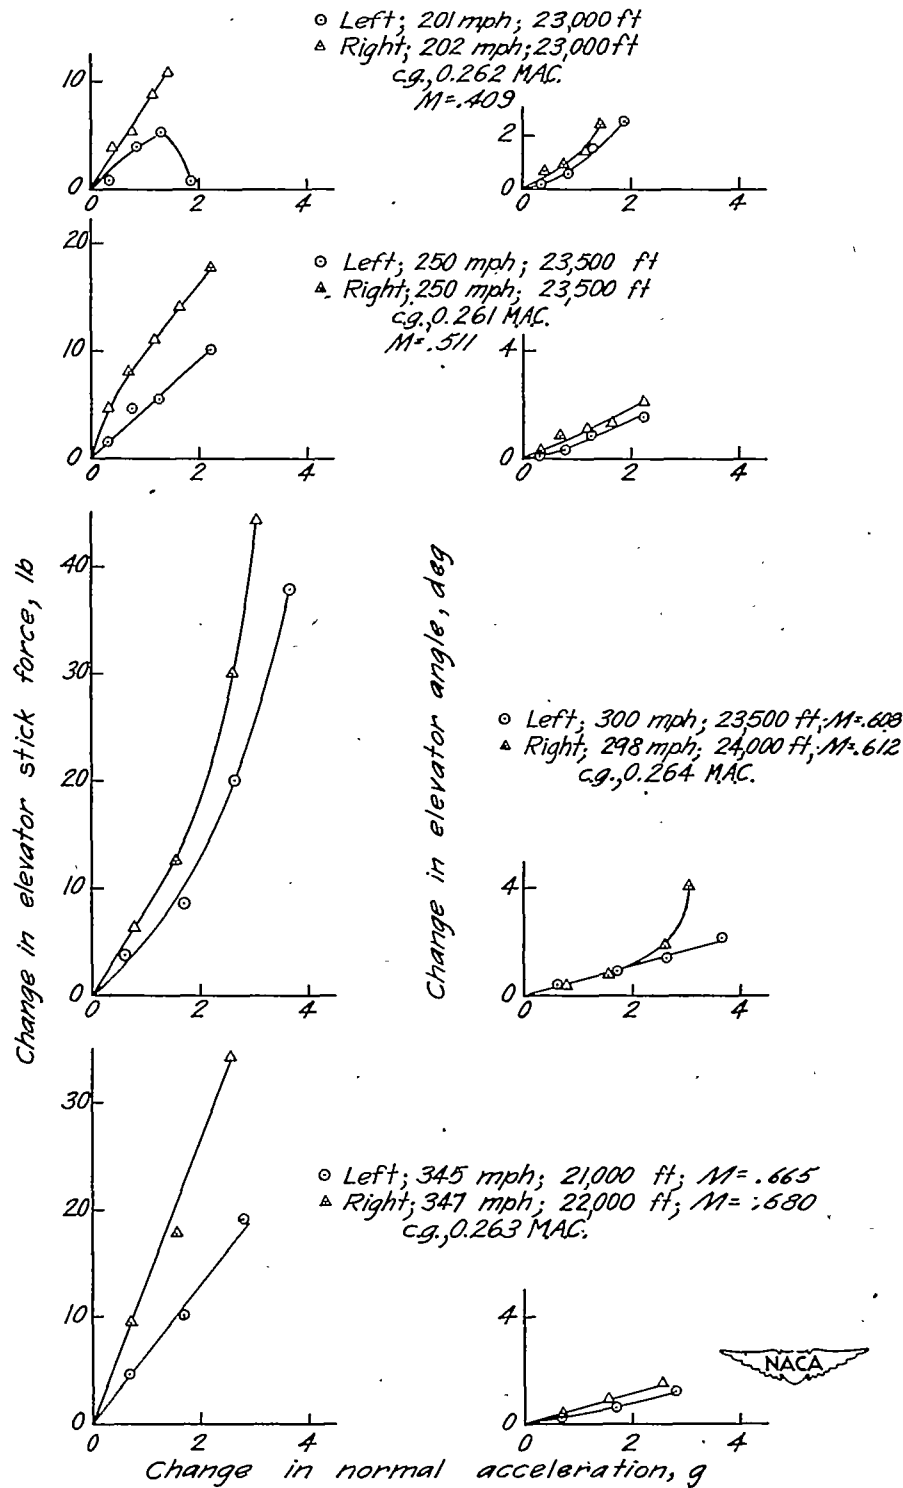 ⊙ Left; 201 mph; 23,000 ft
△ Right; 202 mph; 23,000 ft
c.g., 0.262 M.A.C.
M=.409
10
0
0 2 4
2
0
0 2 4
20
10
0
0 2 4
⊙ Left; 250 mph; 23,500 ft
△ Right; 250 mph; 23,500 ft
c.g., 0.261 M.A.C.
M=.511
4
0
0 2 4
Change in elevator stick force, lb
40
30
20
10
0
0 2 4
Change in elevator angle, deg
⊙ Left; 300 mph; 23,500 ft; M=.608
△ Right; 298 mph; 24,000 ft; M=.612
c.g., 0.264 M.A.C.
4
0
0 2 4
30
20
10
0
0 2 4
⊙ Left; 345 mph; 21,000 ft; M=.665
△ Right; 347 mph; 22,000 ft; M=.680
c.g., 0.263 M.A.C.
4
0
0 2 4
NACA
Change in normal acceleration, g